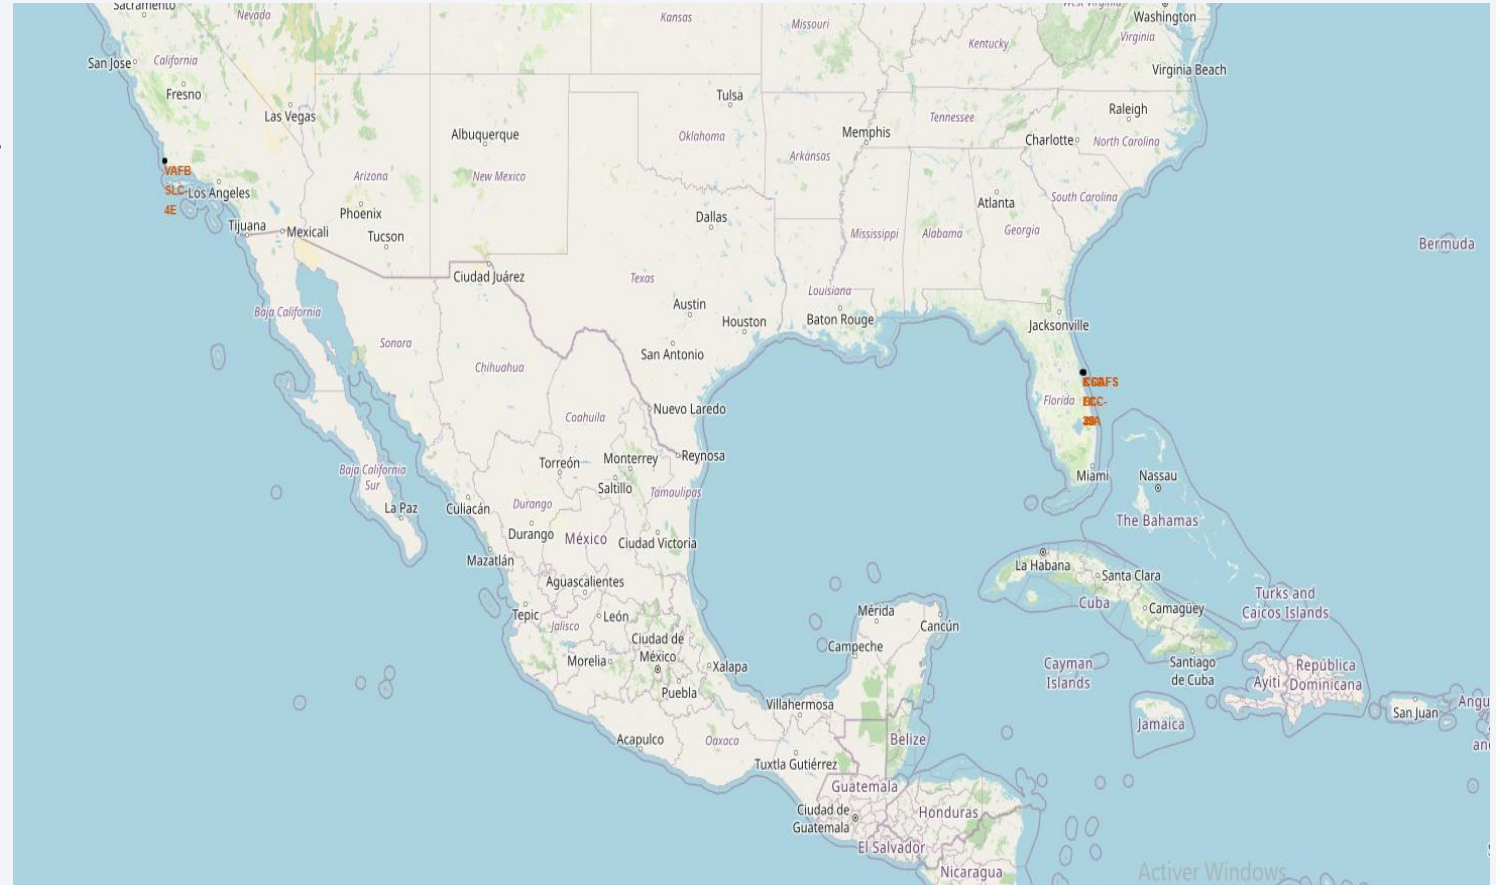 Sacramento
Nevada
Kansas
Missouri
West Virginia
Washington
Kentucky
Virginia
San Jose
California
Virginia Beach
Fresno
Tulsa
Las Vegas
Raleigh
Tennessee
Albuquerque
Oklahoma
Memphis
Charlotte
North Carolina
Arkansas
VAFB
SLC-
4E
Arizona
New Mexico
Los Angeles
South Carolina
Atlanta
Phoenix
Dallas
Tijuana
Mexicali
Tucson
Mississippi
Alabama
Georgia
Bermuda
Ciudad Juárez
Texas
Louisiana
Baja California
Austin
Houston
Baton Rouge
Jacksonville
Sonora
San Antonio
Chihuahua
Florida
Nuevo Laredo
Coahuila
Reynosa
Monterrey
Torreón
Baja California
Sur
Miami
Nassau
Saltillo
Tamaulipas
La Paz
Culiacán
Durango
The Bahamas
Durango
México
Ciudad Victoria
Mazatlán
La Habana
Santa Clara
Aguascalientes
Turks and
Caicos Islands
Cuba
Camagüey
Tepic
León
Mérida
Jalisco
Cancún
Ciudad de
México
Campeche
Morelia
Xalapa
Cayman
Islands
Santiago
de Cuba
República
Dominicana
Ayiti
Puebla
Villahermosa
San Juan
Jamaica
Acapulco
Oaxaca
Belize
Tuxtla Gutiérrez
Guatemala
Ciudad de
Guatemala
Honduras
El Salvador
Nicaragua
Activer Windows